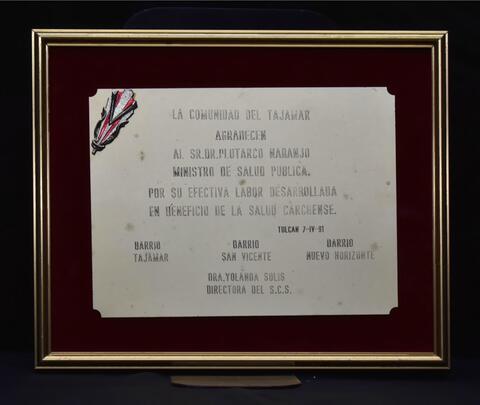 LA COMUNIDAD DEL TAJAMAR
AGRADECEN
AL SR.DR.PLUTARCO NARANJO
MINISTRO DE SALUD PUBLICA.
POR SU EFECTIVA LABOR DESARROLLADA
EN BENEFICIO DE LA SALUD CARCHENSE.
TULCAN 7-IV-91
BARRIO BARRIO BARRIO
TAJAMAR SAN VICENTE NUEVO HORIZONTE
DRA.YOLANDA SOLIS
DIRECTORA DEL S.C.S.